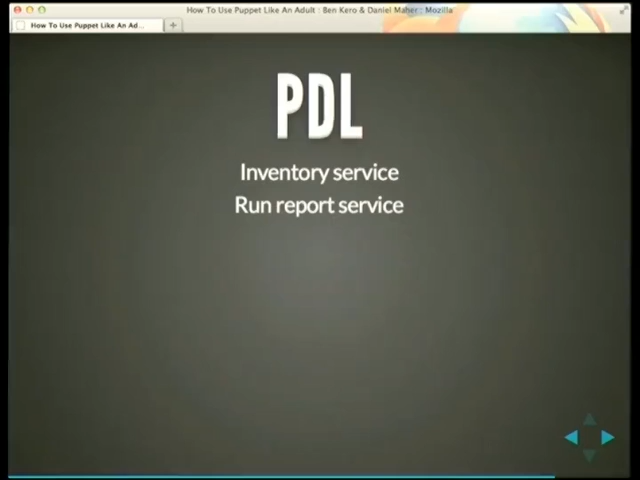 How To Use Puppet Like An Adult : Ben Kero & Daniel Maher : Mozilla
How To Use Puppet Like An Ad...
PDL
Inventory service
Run report service